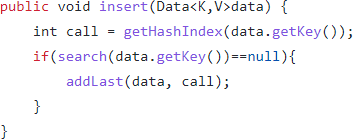 public void insert(Data<K,V>data) {
    int call = getHashIndex(data.getKey());
    if(search(data.getKey())==null){
        addLast(data, call);
    }
}